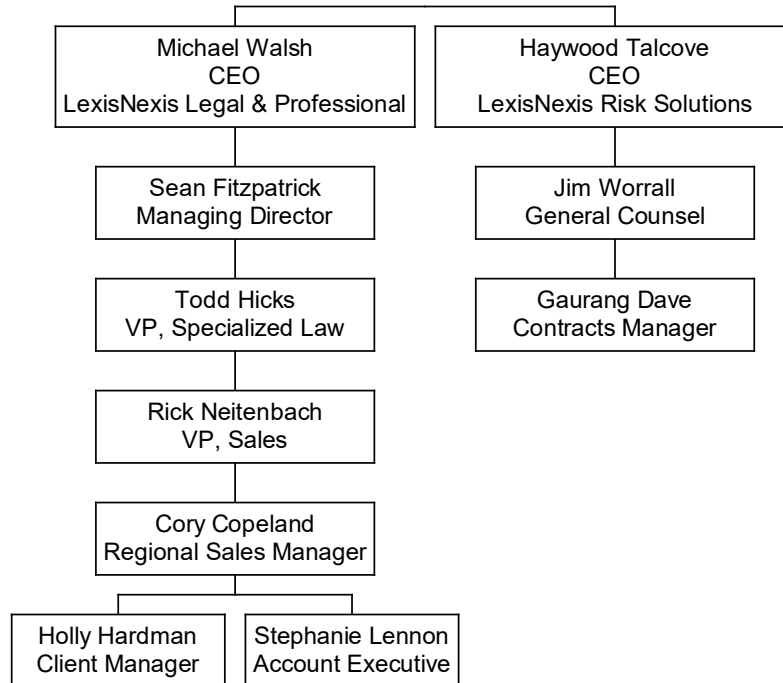 Michael Walsh
CEO
LexisNexis Legal & Professional
Haywood Talcove
CEO
LexisNexis Risk Solutions
Sean Fitzpatrick
Managing Director
Jim Worrall
General Counsel
Todd Hicks
VP, Specialized Law
Gaurang Dave
Contracts Manager
Rick Neitenbach
VP, Sales
Cory Copeland
Regional Sales Manager
Holly Hardman
Client Manager
Stephanie Lennon
Account Executive